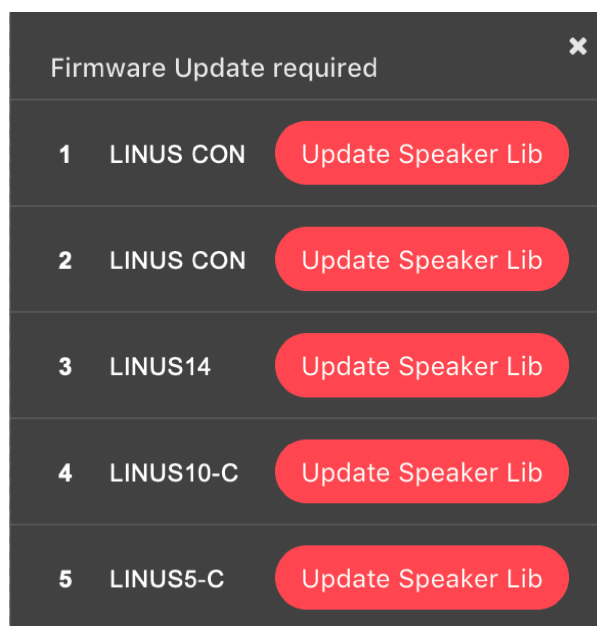 Firmware Update required
1 LINUS CON Update Speaker Lib
2 LINUS CON Update Speaker Lib
3 LINUS14 Update Speaker Lib
4 LINUS10-C Update Speaker Lib
5 LINUS5-C Update Speaker Lib